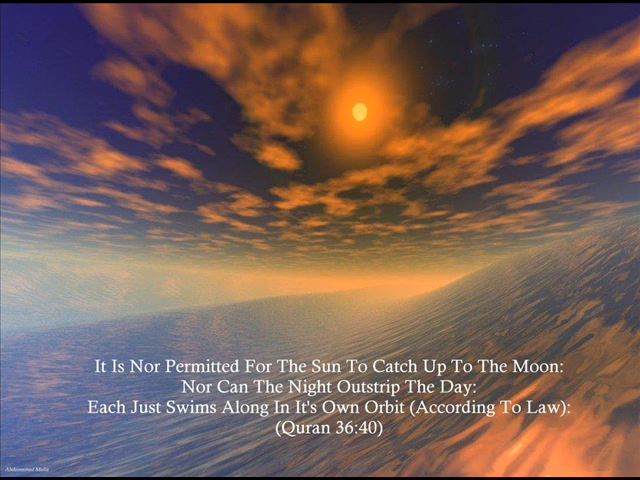 It Is Nor Permitted For The Sun To Catch Up To The Moon:
Nor Can The Night Outstrip The Day:
Each Just Swims Along In It's Own Orbit (According To Law):
(Quran 36:40)